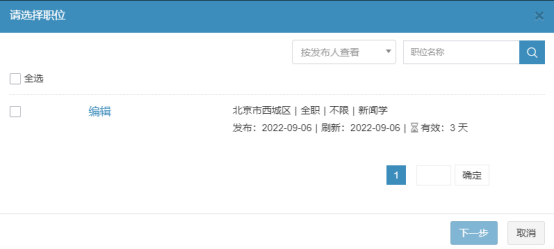 请选择职位
按发布人查看 职位名称
全选
编辑 北京市西城区 | 全职 | 不限 | 新闻学
发布：2022-09-06 | 刷新：2022-09-06 | 有效：3 天
1 确定
下一步 取消